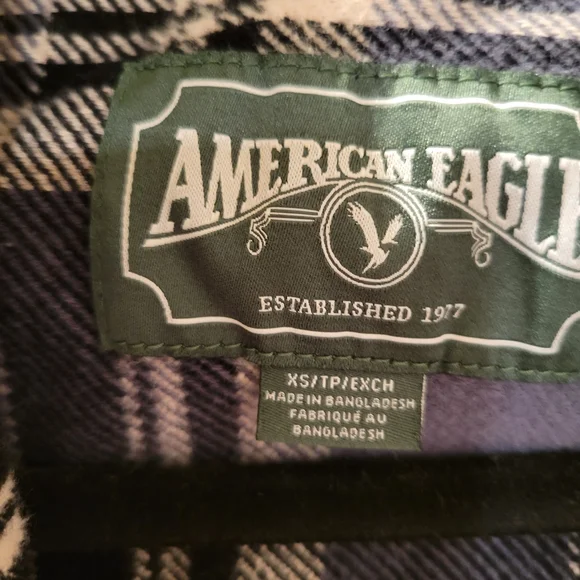 AMERICAN EAGLE
ESTABLISHED 1977
XS/TP/EXCH
MADE IN BANGLADESH
FABRIQUÉ AU
BANGLADESH